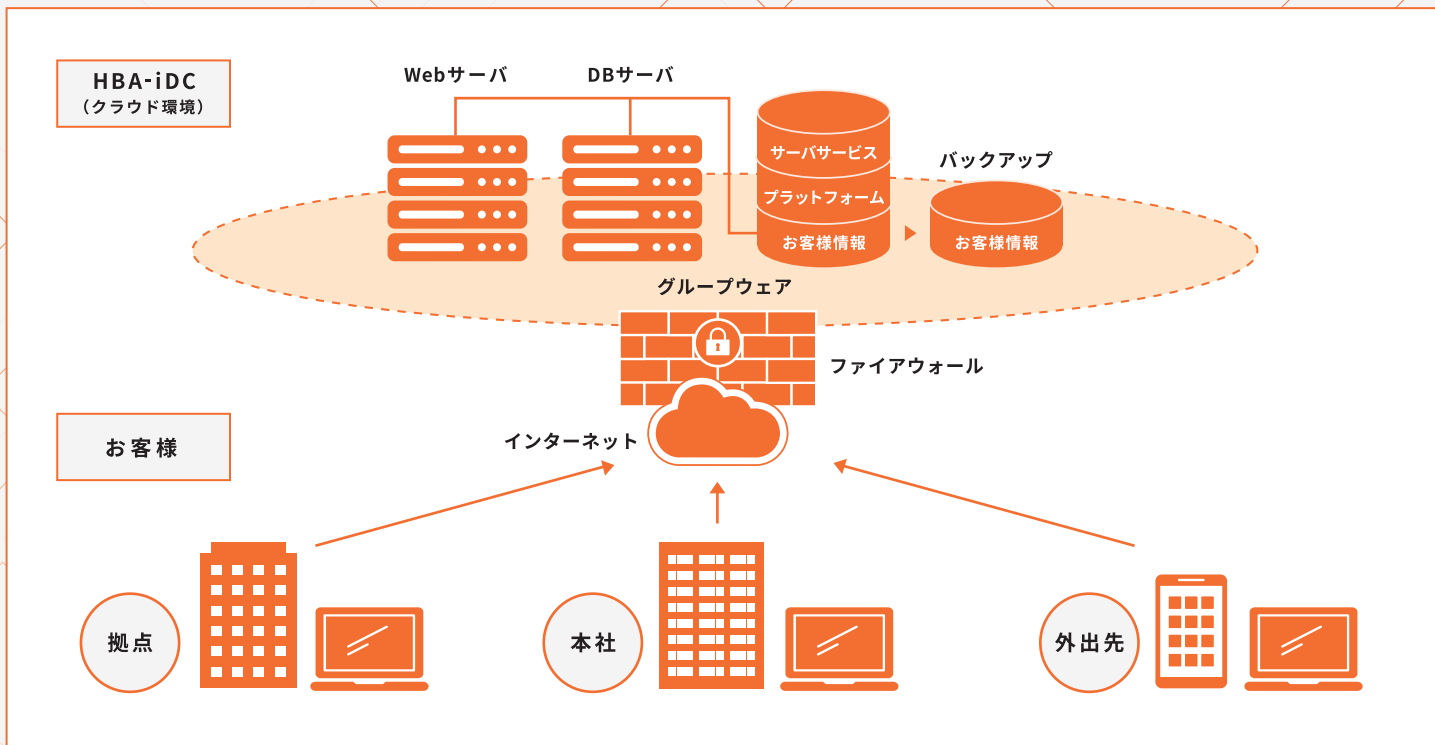 HBA-iDC
（クラウド環境）
Webサーバ
DBサーバ
サーバサービス
プラットフォーム
お客様情報
バックアップ
お客様情報
グループウェア
ファイアウォール
インターネット
お客様
拠点
本社
外出先